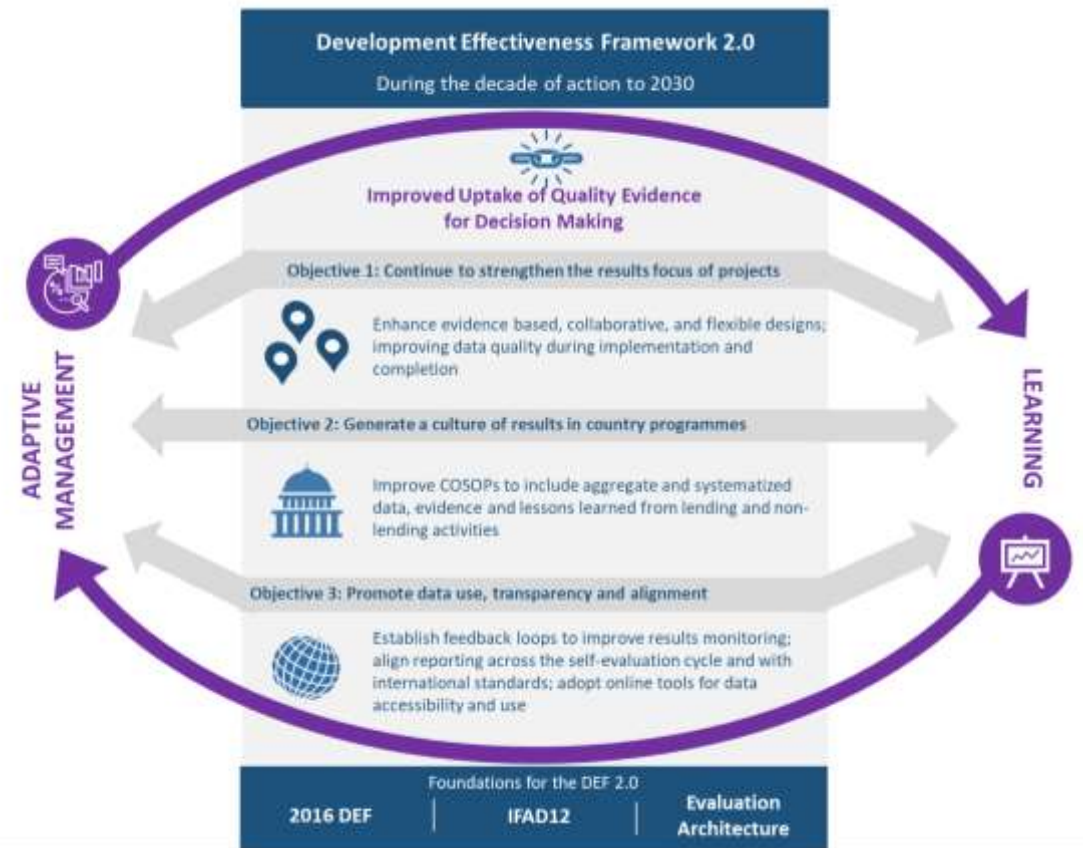 Development Effectiveness Framework 2.0
During the decade of action to 2030
Improved Uptake of Quality Evidence
for Decision Making
Objective 1: Continue to strengthen the results focus of projects
Enhance evidence based, collaborative, and flexible designs;
improving data quality during implementation and
completion
ADAPTIVE
MANAGEMENT
LEARNING
Objective 2: Generate a culture of results in country programmes
Improve COSOPs to include aggregate and systematized
data, evidence and lessons learned from lending and non-
lending activities
Objective 3: Promote data use, transparency and alignment
Establish feedback loops to improve results monitoring;
align reporting across the self-evaluation cycle and with
international standards; adopt online tools for data
accessibility and use
Foundations for the DEF 2.0
2016 DEF
IFAD12
Evaluation
Architecture